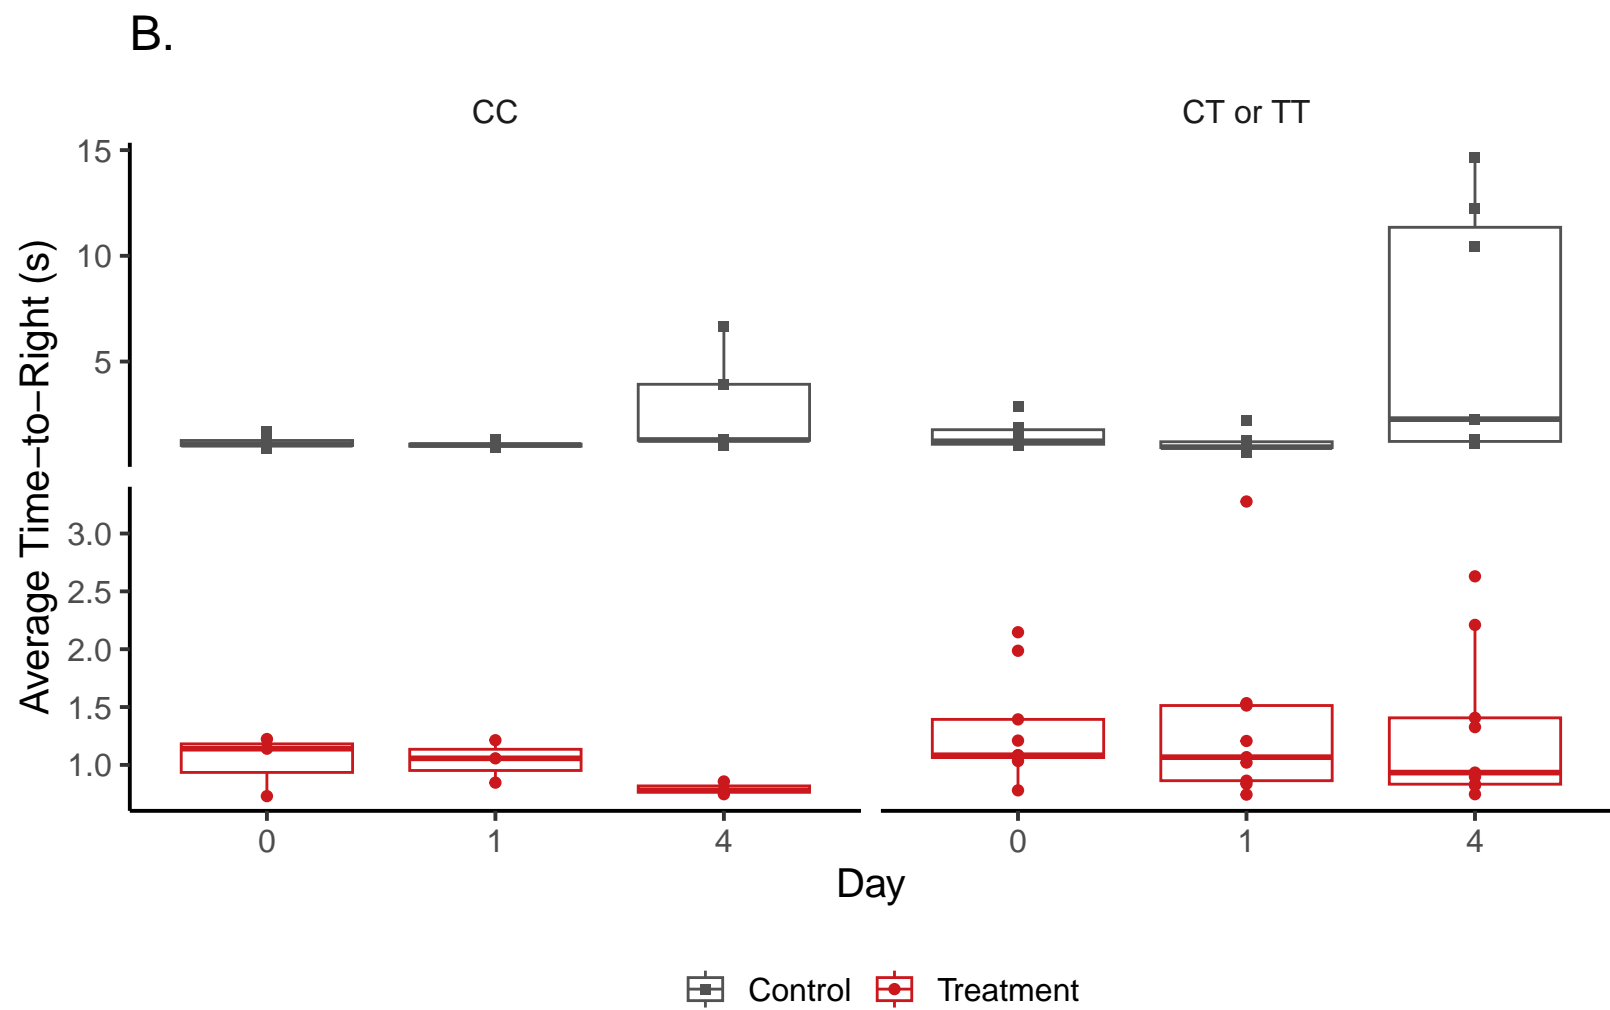 B.
CC
CT or TT
15
10
5
3.0
2.5
2.0
1.5
1.0
Average Time−to−Right (s)
0
1
4
0
1
4
Day
Control
Treatment